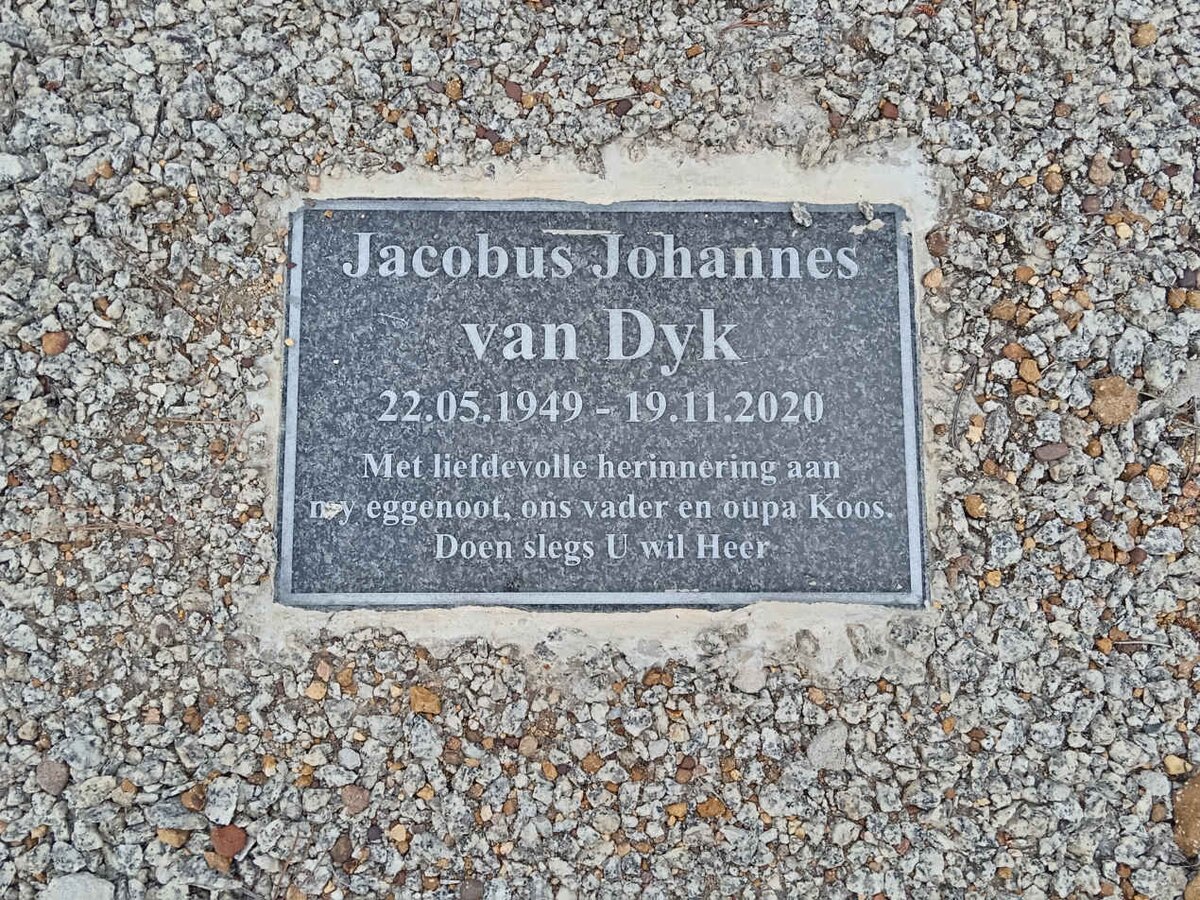 Jacobus Johannes
van Dyk
22.05.1949 - 19.11.2020
Met liefdevolle herinnering aan
my eggenoot, ons vader en oupa Koos.
Doen slegs U wil Heer